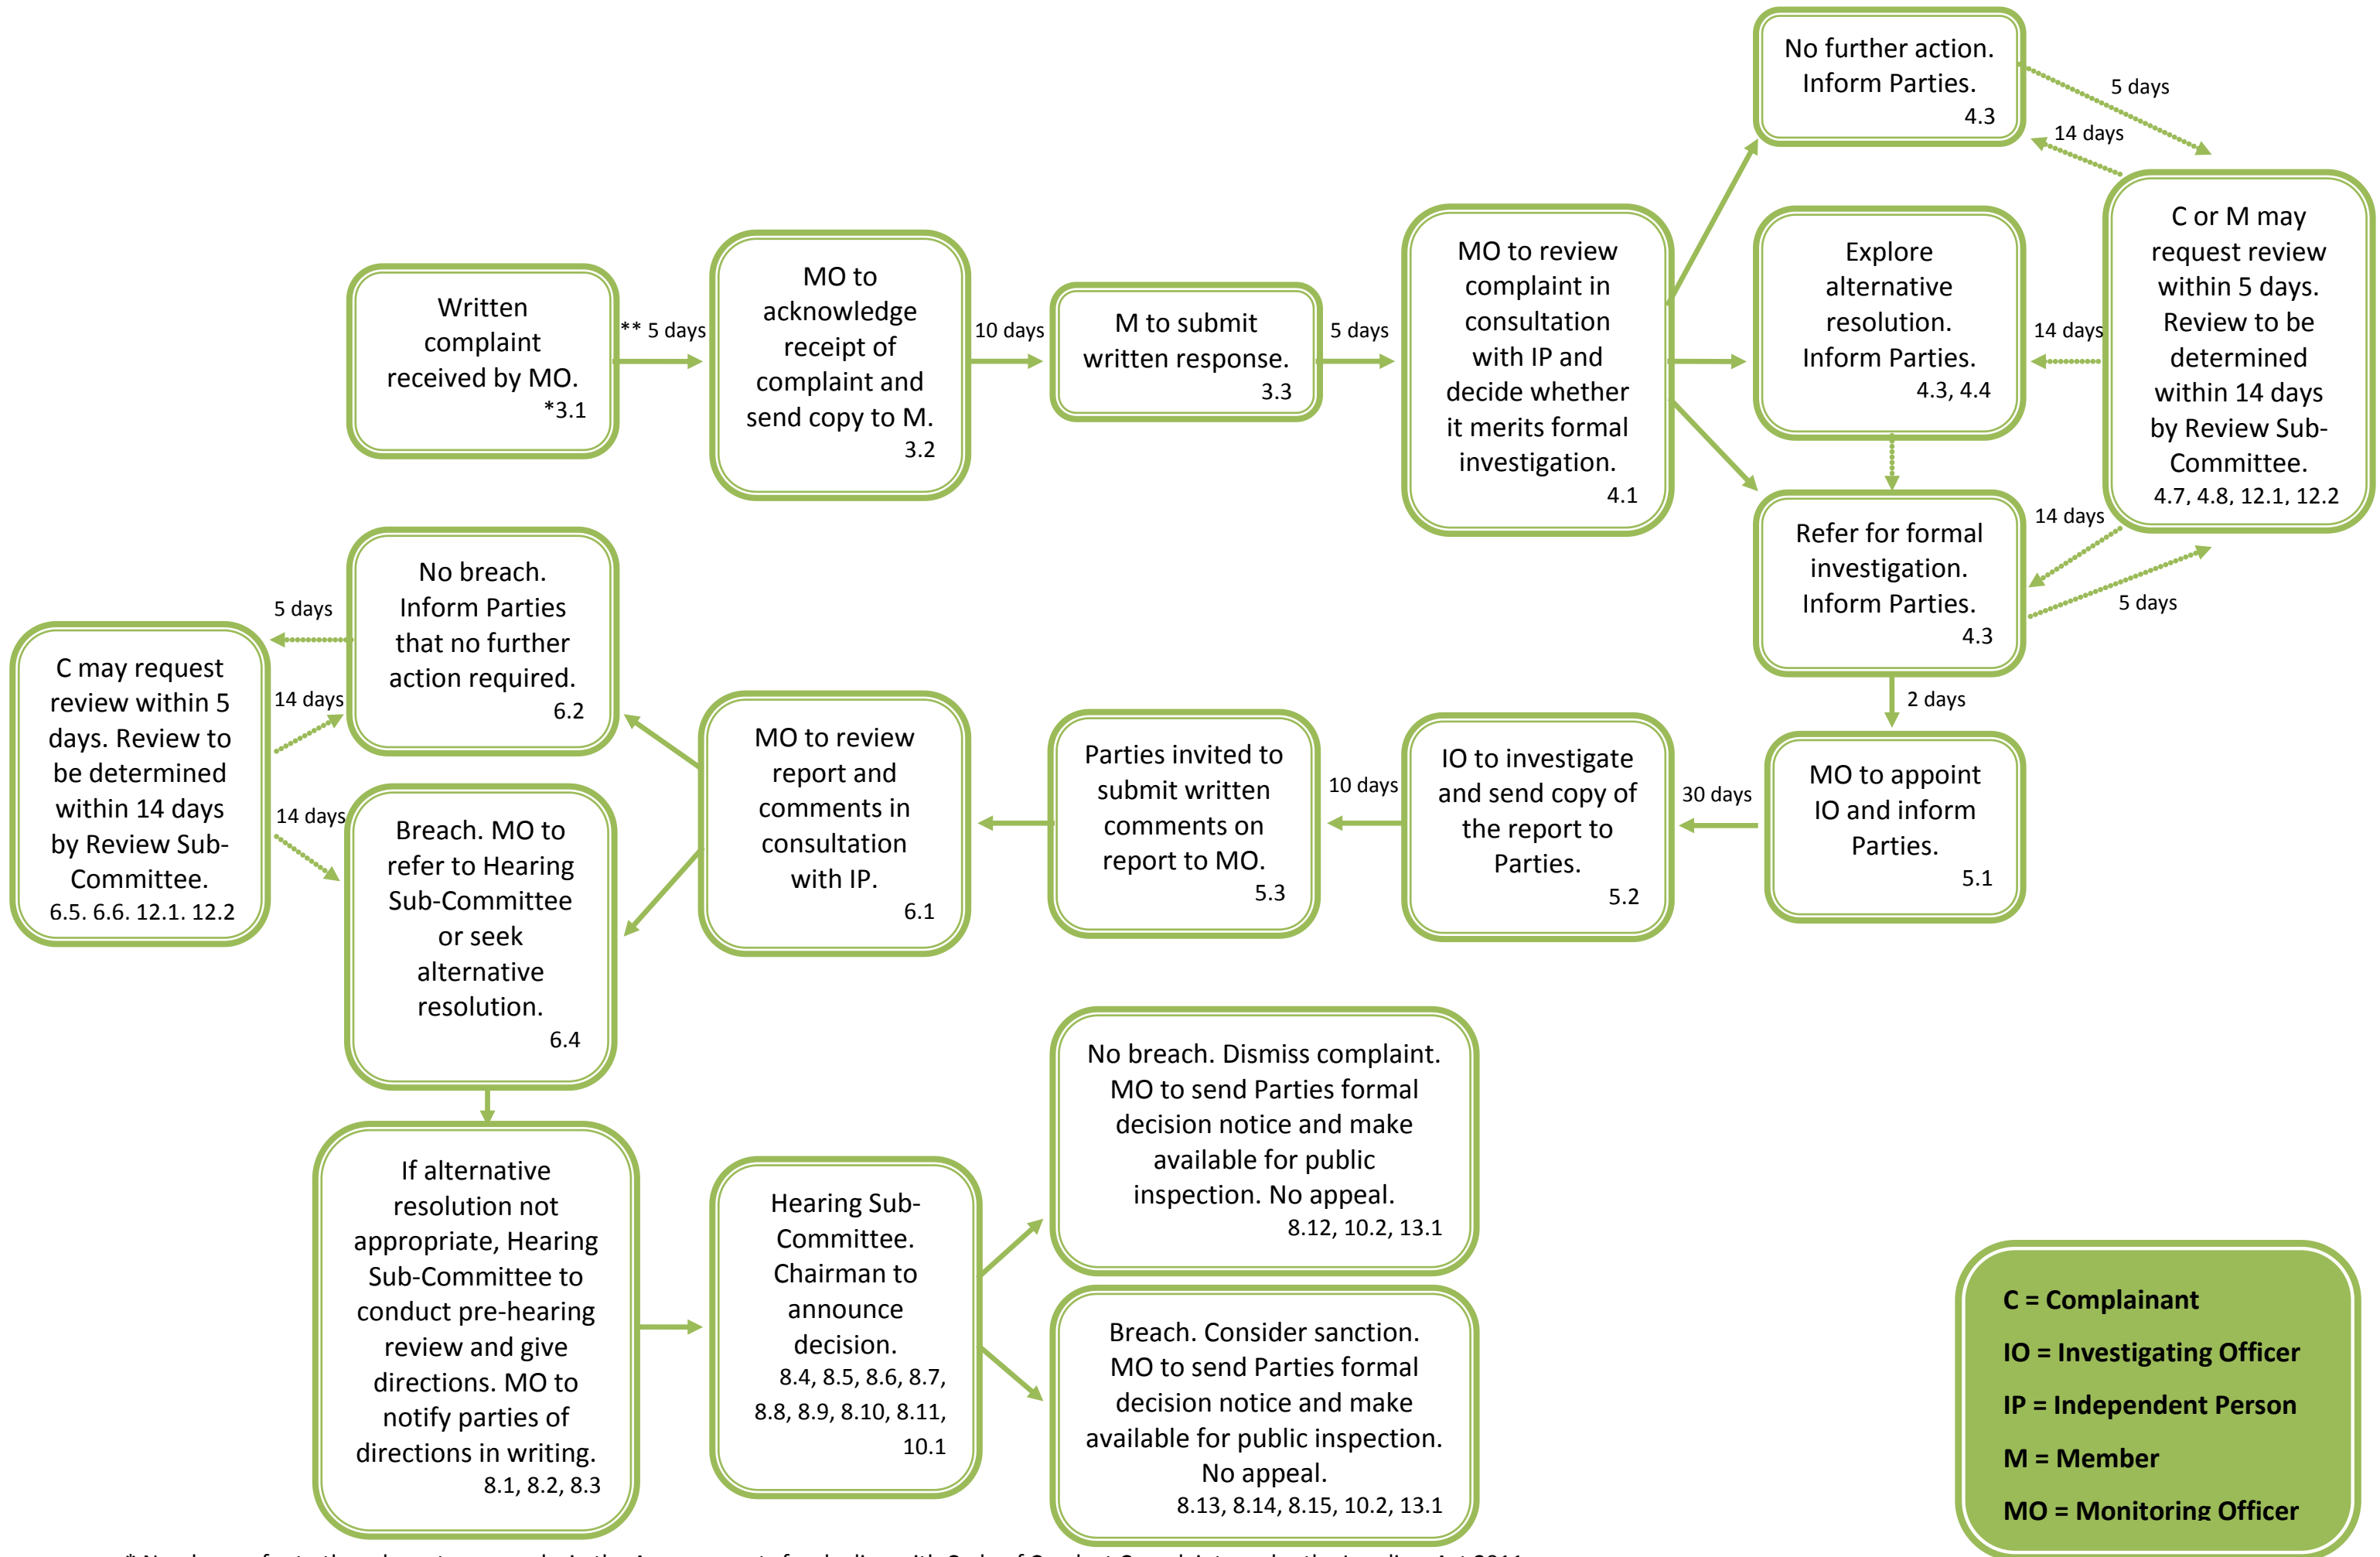 No further action.
Inform Parties.
4.3
5 days
14 days
Written
complaint
received by MO.
*3.1
** 5 days
MO to
acknowledge
receipt of
complaint and
send copy to M.
3.2
10 days
M to submit
written response.
3.3
5 days
MO to review
complaint in
consultation
with IP and
decide whether
it merits formal
investigation.
4.1
Explore
alternative
resolution.
Inform Parties.
4.3, 4.4
14 days
C or M may
request review
within 5 days.
Review to be
determined
within 14 days
by Review Sub-
Committee.
4.7, 4.8, 12.1, 12.2
Refer for formal
investigation.
Inform Parties.
4.3
14 days
5 days
2 days
MO to appoint
IO and inform
Parties.
5.1
30 days
IO to investigate
and send copy of
the report to
Parties.
5.2
10 days
Parties invited to
submit written
comments on
report to MO.
5.3
MO to review
report and
comments in
consultation
with IP.
6.1
No breach.
Inform Parties
that no further
action required.
6.2
5 days
14 days
C may request
review within 5
days. Review to
be determined
within 14 days
by Review Sub-
Committee.
6.5, 6.6, 12.1, 12.2
14 days
Breach. MO to
refer to Hearing
Sub-Committee
or seek
alternative
resolution.
6.4
If alternative
resolution not
appropriate, Hearing
Sub-Committee to
conduct pre-hearing
review and give
directions. MO to
notify parties of
directions in writing.
8.1, 8.2, 8.3
Hearing Sub-
Committee.
Chairman to
announce
decision.
8.4, 8.5, 8.6, 8.7,
8.8, 8.9, 8.10, 8.11,
10.1
No breach. Dismiss complaint.
MO to send Parties formal
decision notice and make
available for public
inspection. No appeal.
8.12, 10.2, 13.1
Breach. Consider sanction.
MO to send Parties formal
decision notice and make
available for public inspection.
No appeal.
8.13, 8.14, 8.15, 10.2, 13.1
C = Complainant
IO = Investigating Officer
IP = Independent Person
M = Member
MO = Monitoring Officer